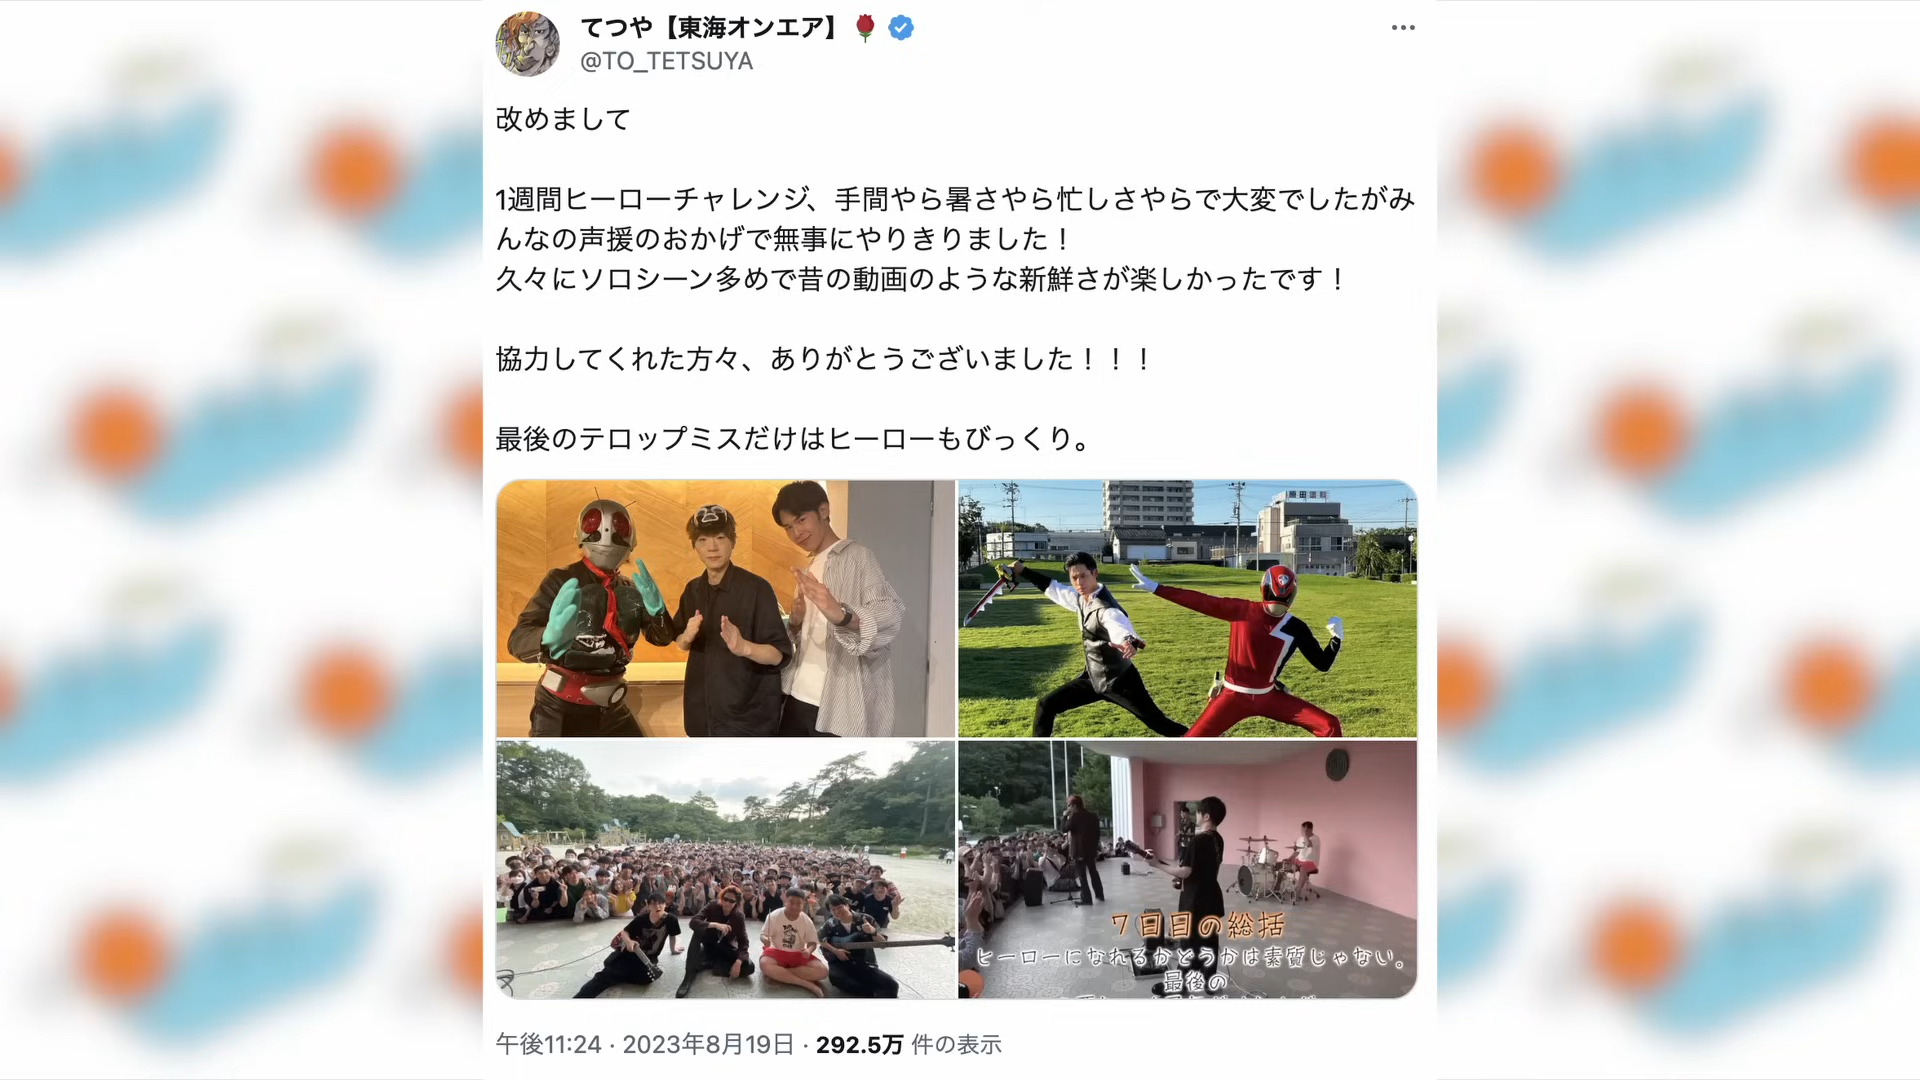 てつや【東海オンエア】🌹
@TO_TETSUYA
改めまして
1週間ヒーローチャレンジ、手間やら暑さやら忙しさやらで大変でしたがみ
んなの声援のおかげで無事にやりきりました！
久々にソロシーン多めで昔の動画のような新鮮さが楽しかったです！
協力してくれた方々、ありがとうございました！！！
最後のテロップミスだけはヒーローもびっくり。
7日目の総括
ヒーローになれるかどうかは素質じゃない。
最後の
午後11:24 · 2023年8月19日 · 292.5万 件の表示